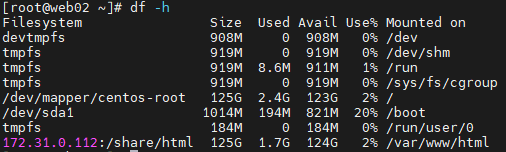 [root@web02 ~]# df -h
Filesystem Size Used Avail Use% Mounted on
devtmpfs 908M 0 908M 0% /dev
tmpfs 919M 0 919M 0% /dev/shm
tmpfs 919M 8.6M 911M 1% /run
tmpfs 919M 0 919M 0% /sys/fs/cgroup
/dev/mapper/centos-root 125G 2.4G 123G 2% /
/dev/sda1 1014M 194M 821M 20% /boot
tmpfs 184M 0 184M 0% /run/user/0
172.31.0.112:/share/html 125G 1.7G 124G 2% /var/www/html